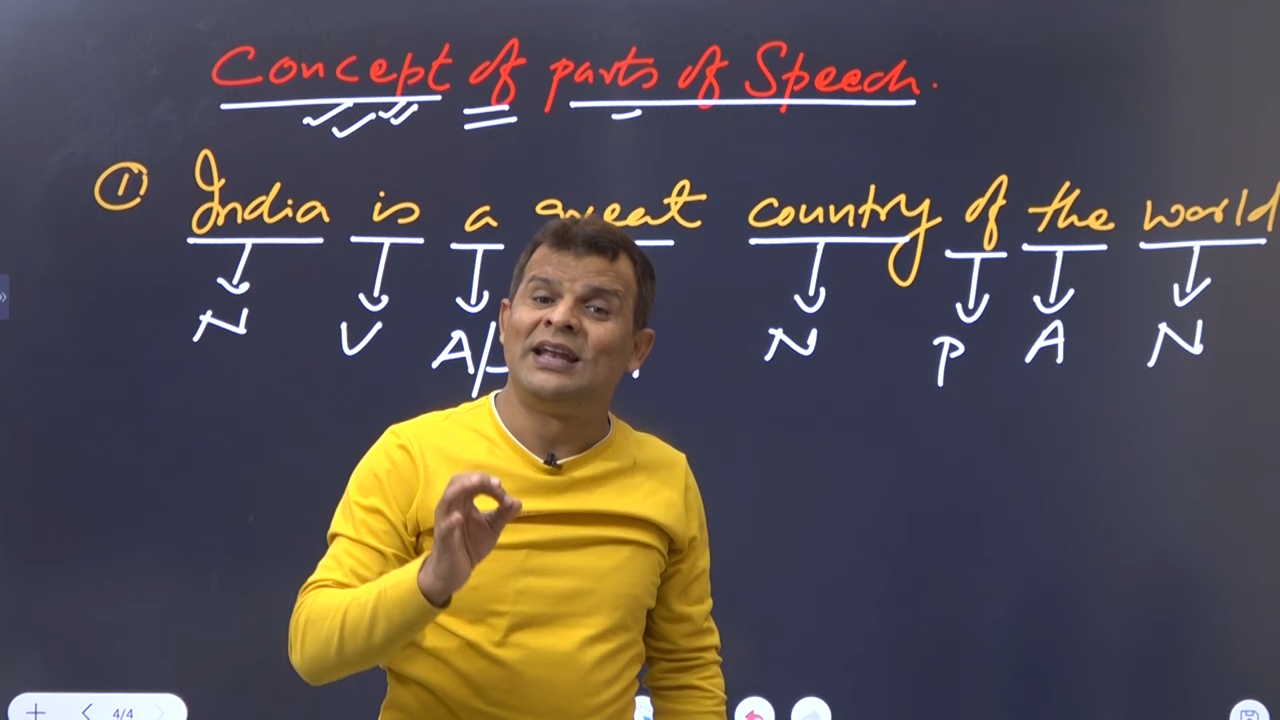 Concept of parts of Speech.
① India is a great country of the world
N V A/ N P A N
4/4